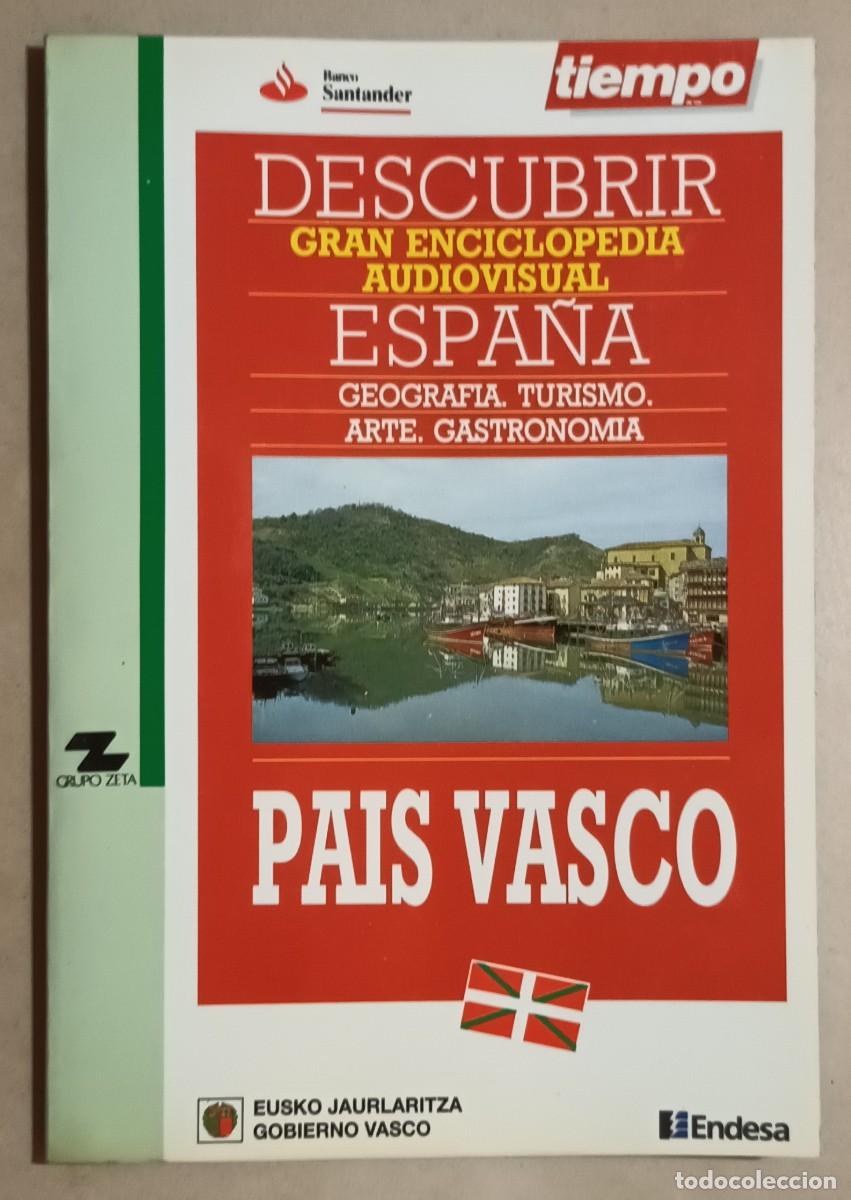 Banco
Santander
tiempo
DESCUBRIR
GRAN ENCICLOPEDIA
AUDIOVISUAL
ESPAÑA
GEOGRAFIA. TURISMO.
ARTE. GASTRONOMIA
GRUPO ZETA
PAIS VASCO
EUSKO JAURLARITZA
GOBIERNO VASCO
Endesa
todocoleccion